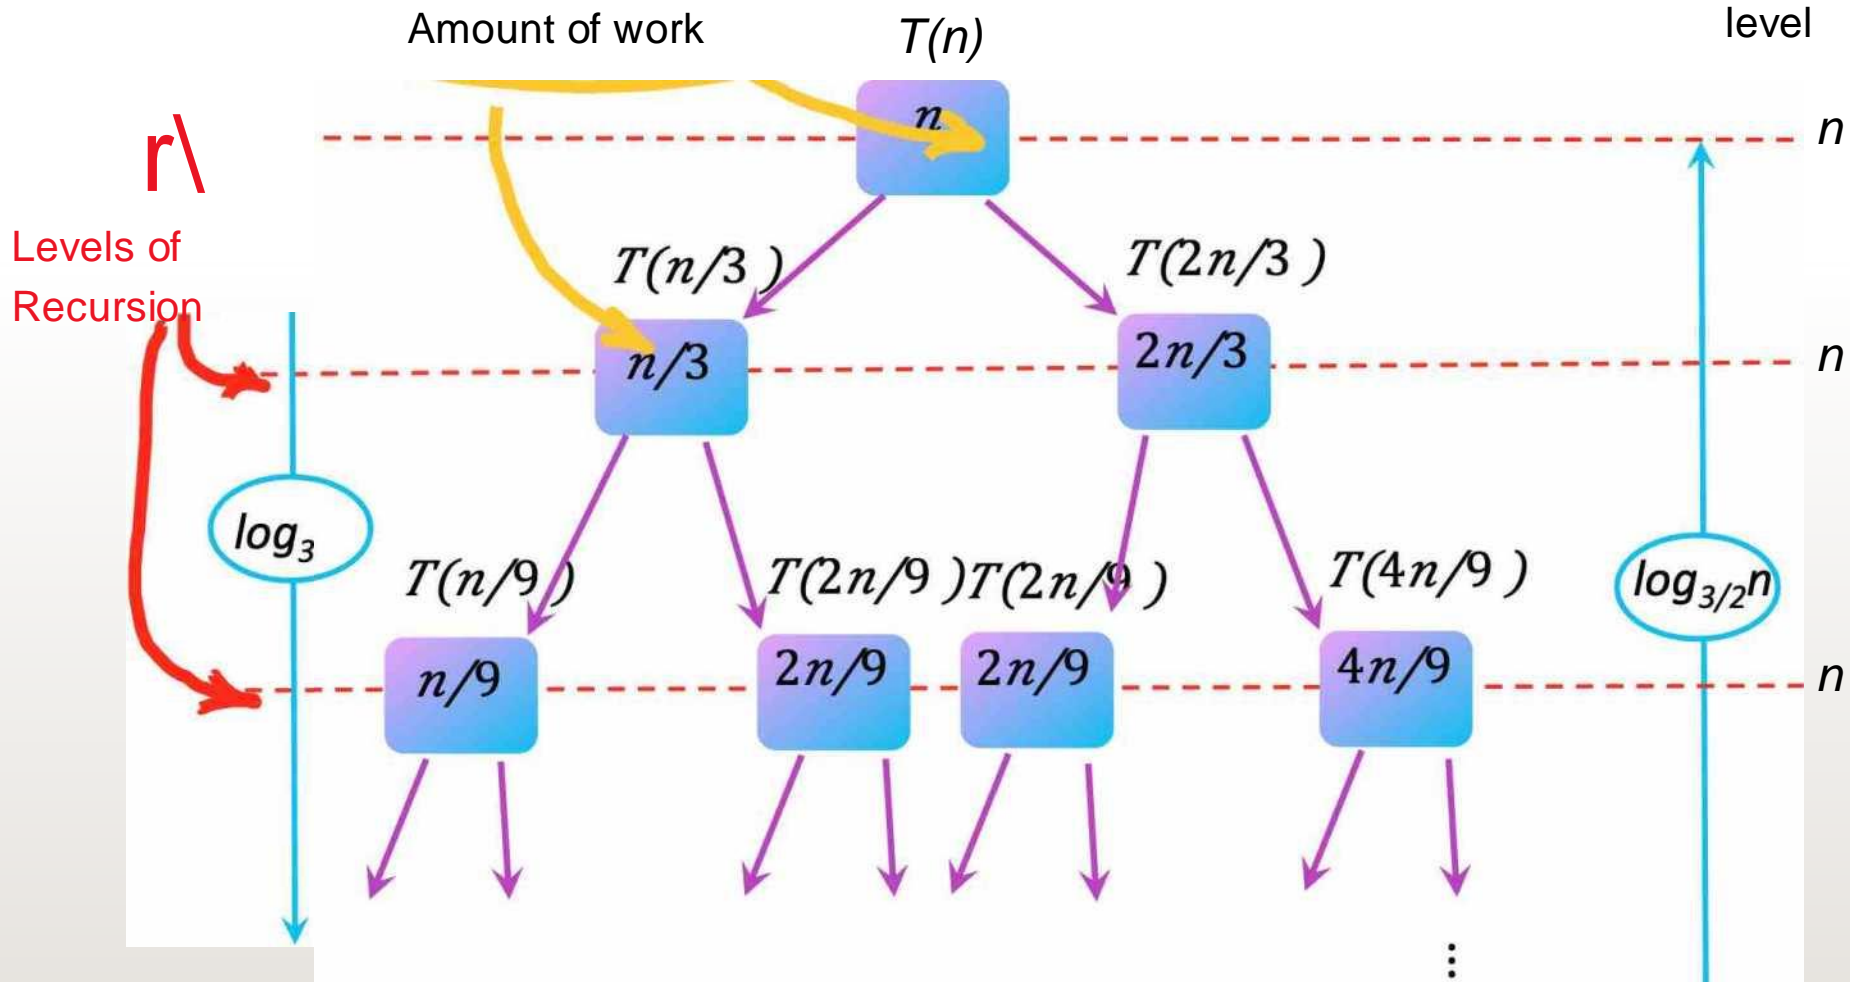 Amount of work T(n) level
n n
r\
Levels of
Recursion
T(n/3 ) T(2n/3 )
n/3 2n/3 n
log3 log3/2n
T(n/9 ) T(2n/9 ) T(2n/9 ) T(4n/9 )
n/9 2n/9 2n/9 4n/9 n
⋮